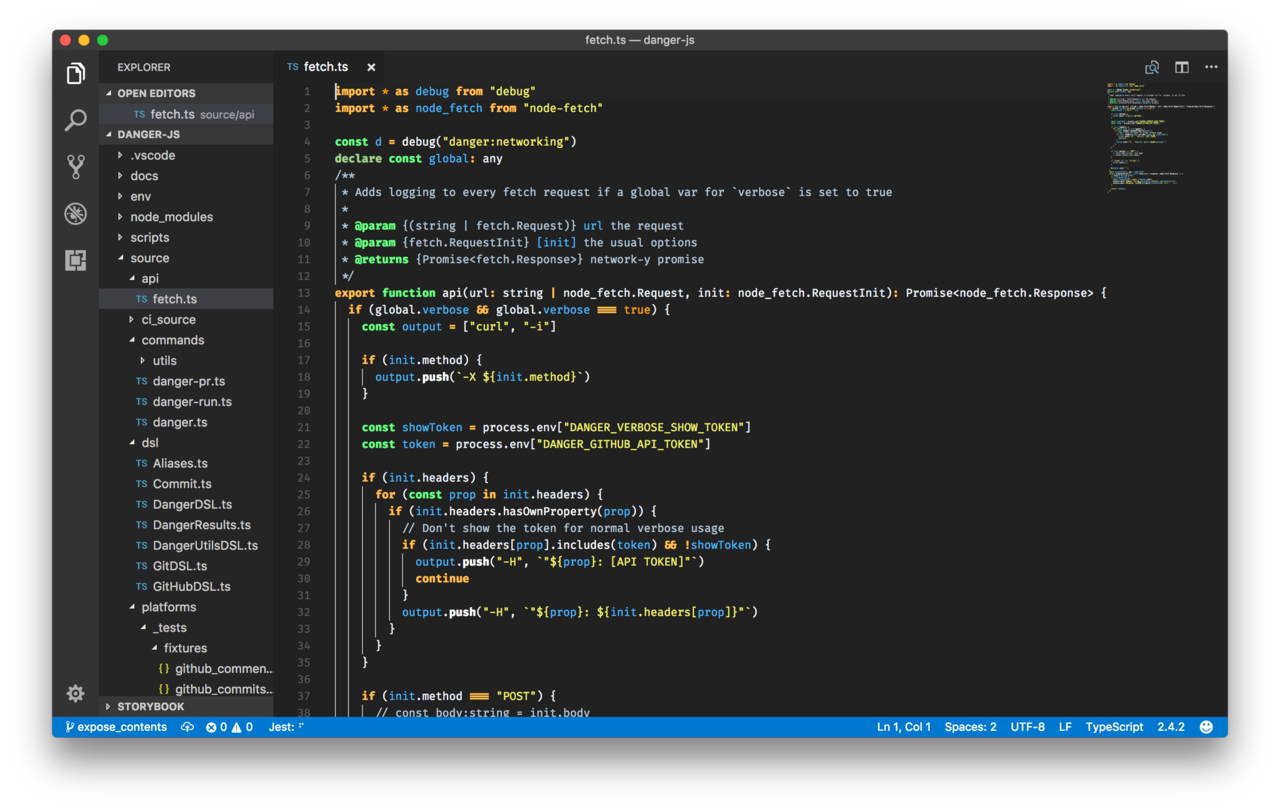 fetch.ts — danger-js
EXPLORER
OPEN EDITORS
TS fetch.ts source/api
DANGER-JS
.vscode
docs
env
node_modules
scripts
source
api
TS fetch.ts
ci_source
commands
utils
TS danger-pr.ts
TS danger-run.ts
TS danger.ts
dsl
TS Aliases.ts
TS Commit.ts
TS DangerDSL.ts
TS DangerResults.ts
TS DangerUtilsDSL.ts
TS GitDSL.ts
TS GitHubDSL.ts
platforms
_tests
fixtures
{} github_commen...
{} github_commits...
STORYBOOK
TS fetch.ts ×
1 import * as debug from "debug"
2 import * as node_fetch from "node-fetch"
3
4 const d = debug("danger:networking")
5 declare const global: any
6 /**
7 * Adds logging to every fetch request if a global var for `verbose` is set to true
8 *
9 * @param {(string | fetch.Request)} url the request
10 * @param {fetch.RequestInit} [init] the usual options
11 * @returns {Promise<fetch.Response>} network-y promise
12 */
13 export function api(url: string | node_fetch.Request, init: node_fetch.RequestInit): Promise<node_fetch.Response> {
14 if (global.verbose && global.verbose === true) {
15 const output = ["curl", "-i"]
16
17 if (init.method) {
18 output.push(`-X ${init.method}`)
19 }
20
21 const showToken = process.env["DANGER_VERBOSE_SHOW_TOKEN"]
22 const token = process.env["DANGER_GITHUB_API_TOKEN"]
23
24 if (init.headers) {
25 for (const prop in init.headers) {
26 if (init.headers.hasOwnProperty(prop)) {
27 // Don't show the token for normal verbose usage
28 if (init.headers[prop].includes(token) && !showToken) {
29 output.push("-H", `"${prop}: [API TOKEN]"`)
30 continue
31 }
32 output.push("-H", `"${prop}: ${init.headers[prop]}"`)
33 }
34 }
35 }
36
37 if (init.method === "POST") {
38 // const body:string = init.body
expose_contents 0 0 Jest:
Ln 1, Col 1 Spaces: 2 UTF-8 LF TypeScript 2.4.2